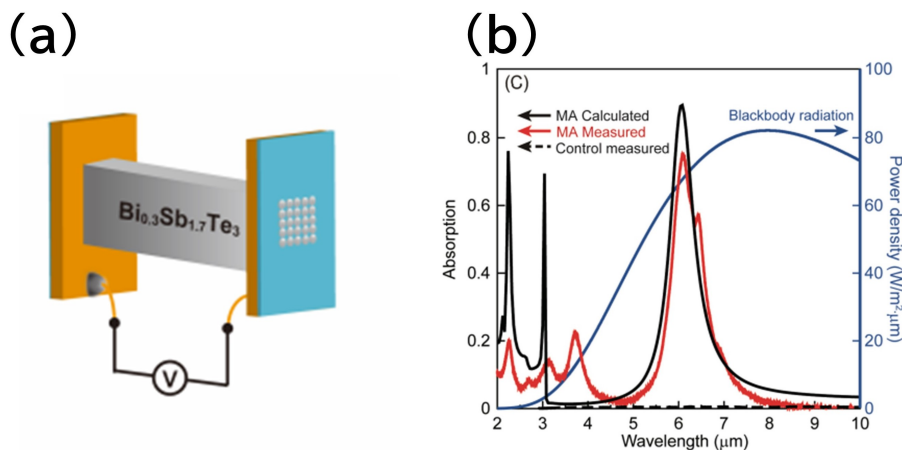 (a)
Bi0.3Sb1.7Te3
V
(b)
(C)
MA Calculated
MA Measured
Control measured
Blackbody radiation
Absorption
1
0.8
0.6
0.4
0.2
0
2 3 4 5 6 7 8 9 10
Wavelength (μm)
100
80
60
40
20
0
Power density (W/m²·μm)